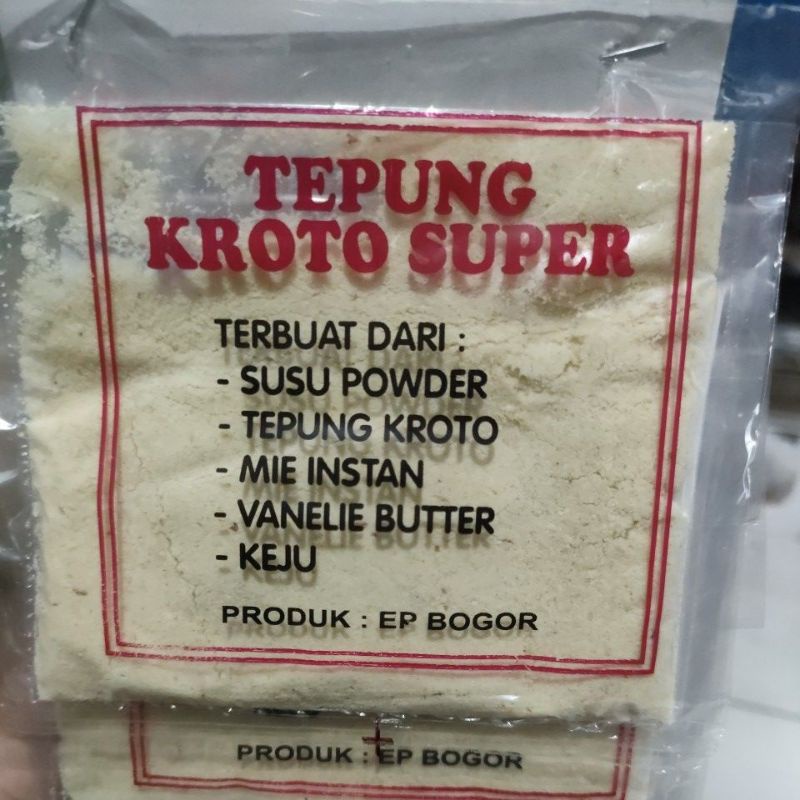 TEPUNG
KROTO SUPER
TERBUAT DARI :
- SUSU POWDER
- TEPUNG KROTO
- MIE INSTAN
- VANELIE BUTTER
- KEJU
PRODUK : EP BOGOR
PRODUK : EP BOGOR